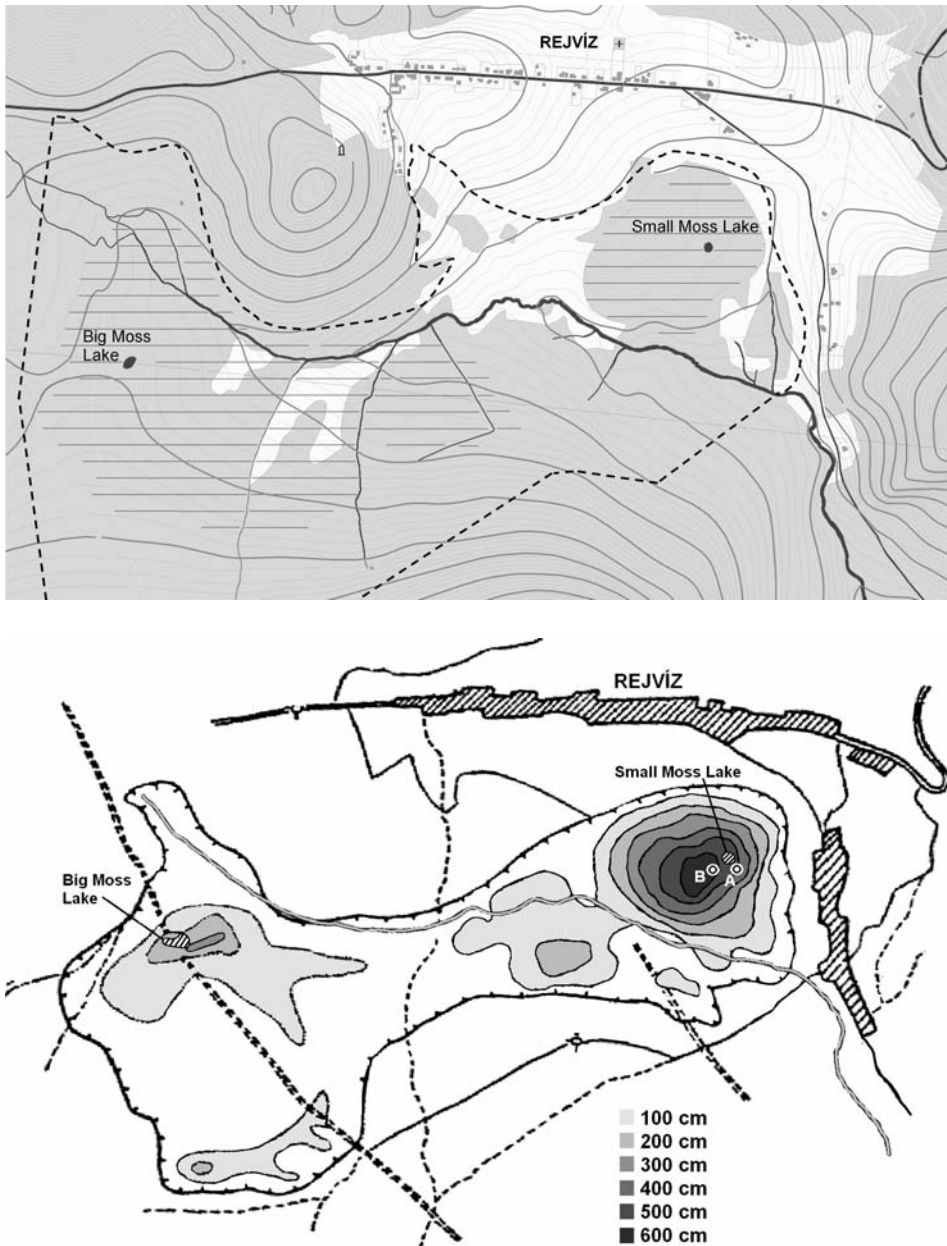 REJVÍZ
Small Moss Lake
Big Moss
Lake
REJVÍZ
Small Moss Lake
B
A
Big Moss
Lake
100 cm
200 cm
300 cm
400 cm
500 cm
600 cm